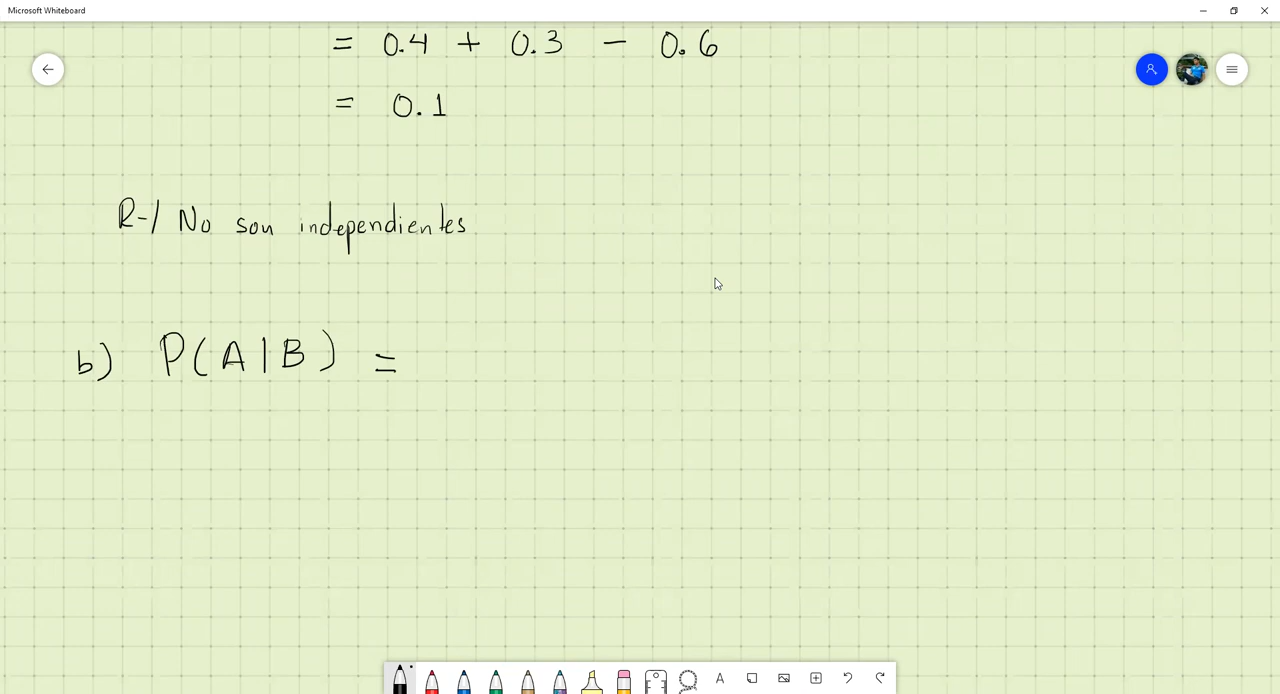 Microsoft Whiteboard
= 0.4 + 0.3 - 0.6
= 0.1
R-/ No son independientes
b) P(A|B) =
A